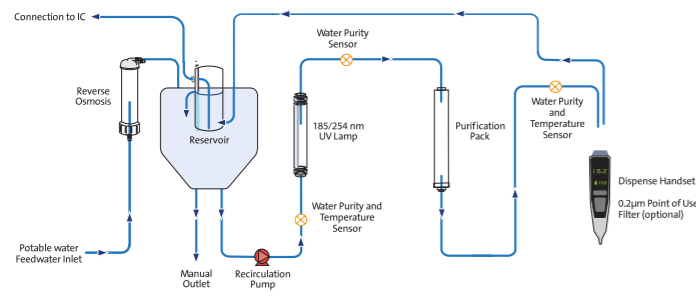 Connection to IC
Water Purity
Sensor
Reverse
Osmosis
Reservoir
185/254 nm
UV Lamp
Purification
Pack
Water Purity
and
Temperature
Sensor
18.2
Dispense Handset
0.2µm Point of Use
Filter (optional)
Water Purity and
Temperature
Sensor
Potable water
Feedwater Inlet
Manual
Outlet
Recirculation
Pump